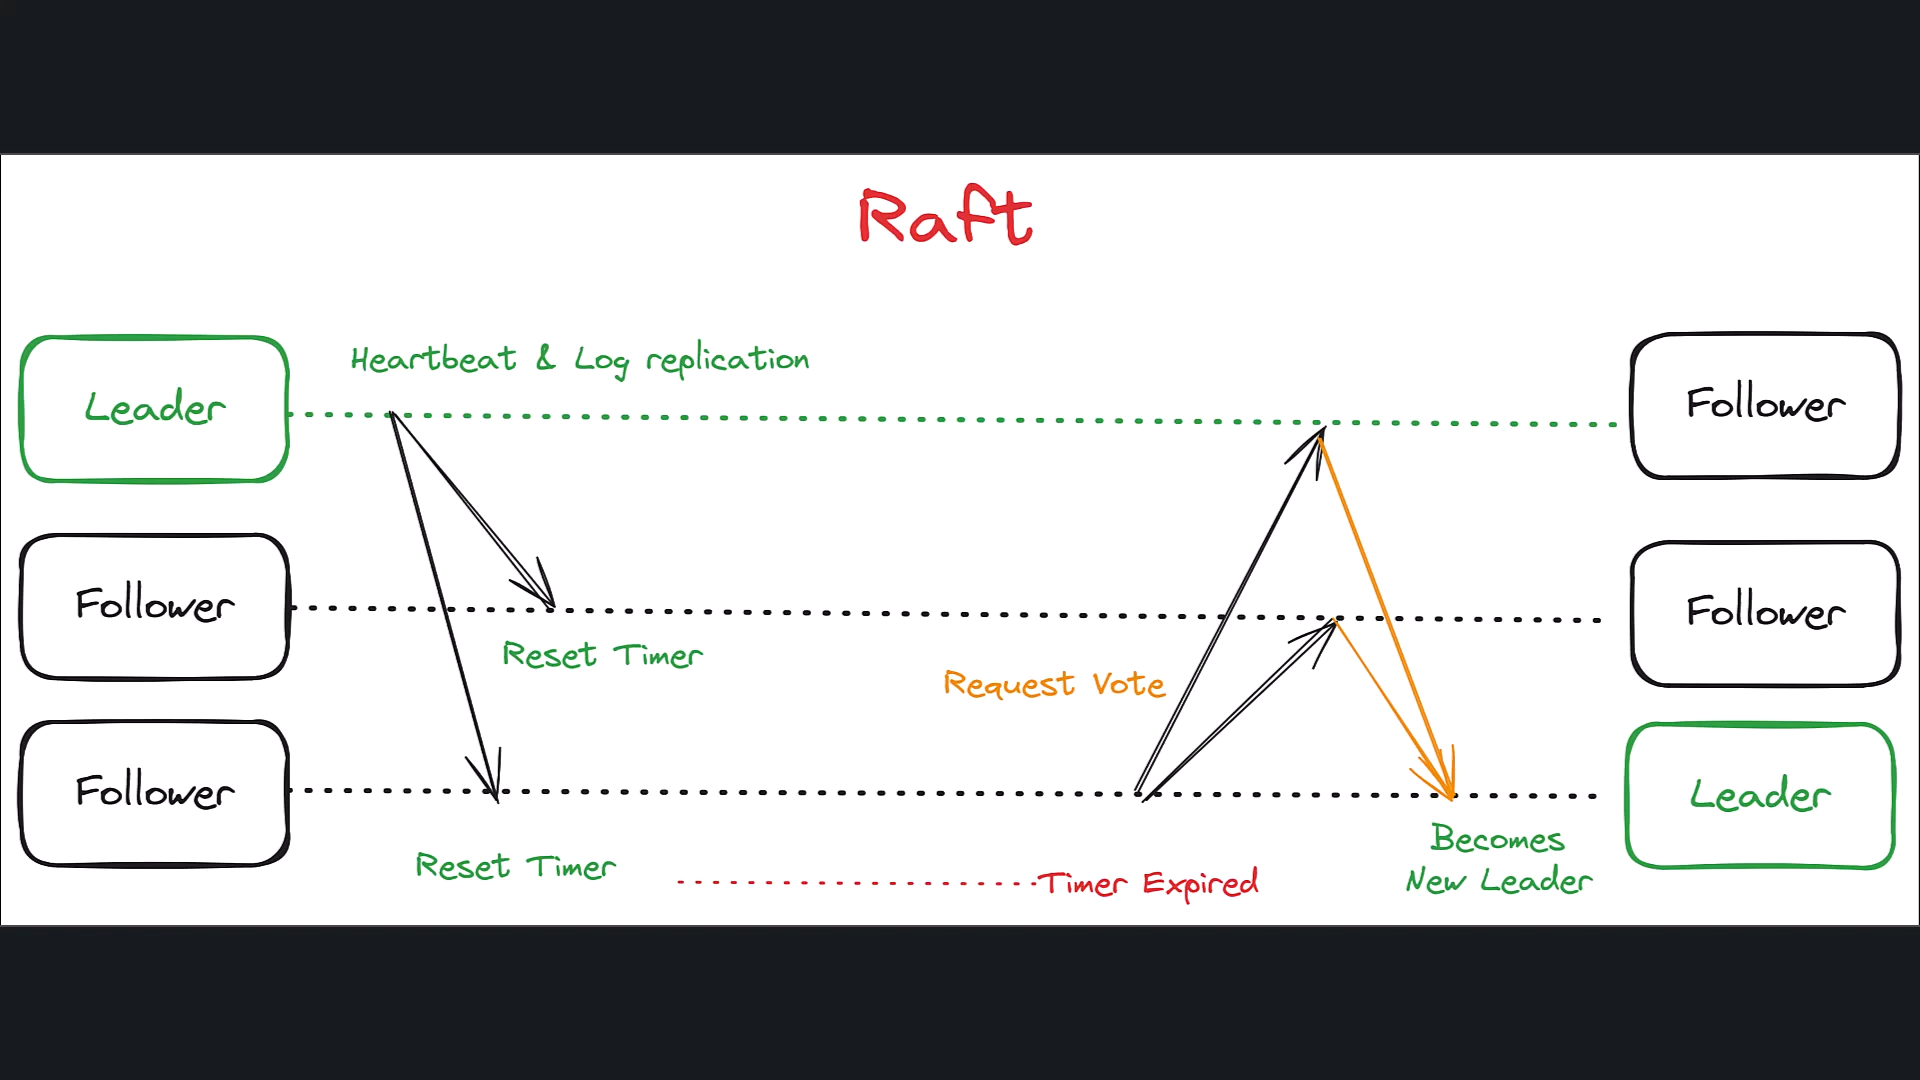 Raft
Heartbeat & Log replication
Leader
Follower
Follower
Reset Timer
Follower
Reset Timer
Request Vote
Timer Expired
Becomes
New Leader
Follower
Follower
Leader